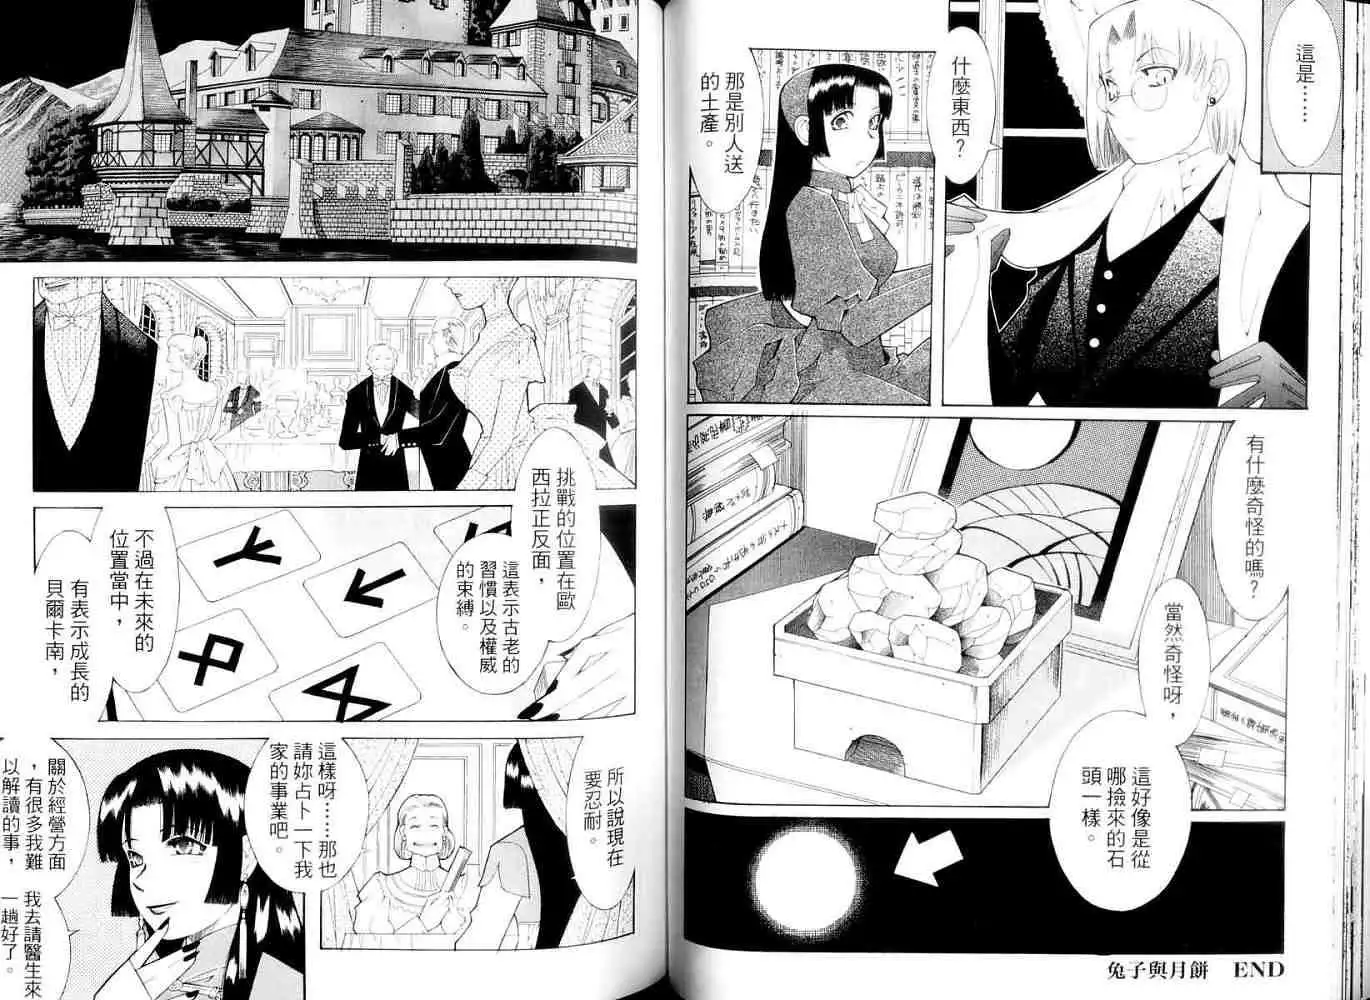 這是……
什麼東西？
那是別人送
的土產。
有什麼奇怪的嗎？
當然奇怪呀，
這好像是從
哪撿來的石
頭一樣。
兔子與月餅 END
挑戰的位置在歐
西拉正反面，
這表示古老的
習慣以及權威
的束縛。
不過在未來的
位置當中，
有表示成長的
貝爾卡南，
所以說現在
要忍耐。
這樣呀……那也
請妳占卜一下我
家的事業吧。
關於經營方面
，有很多我難
以解讀的事，
我去請醫生來
一趟好了。